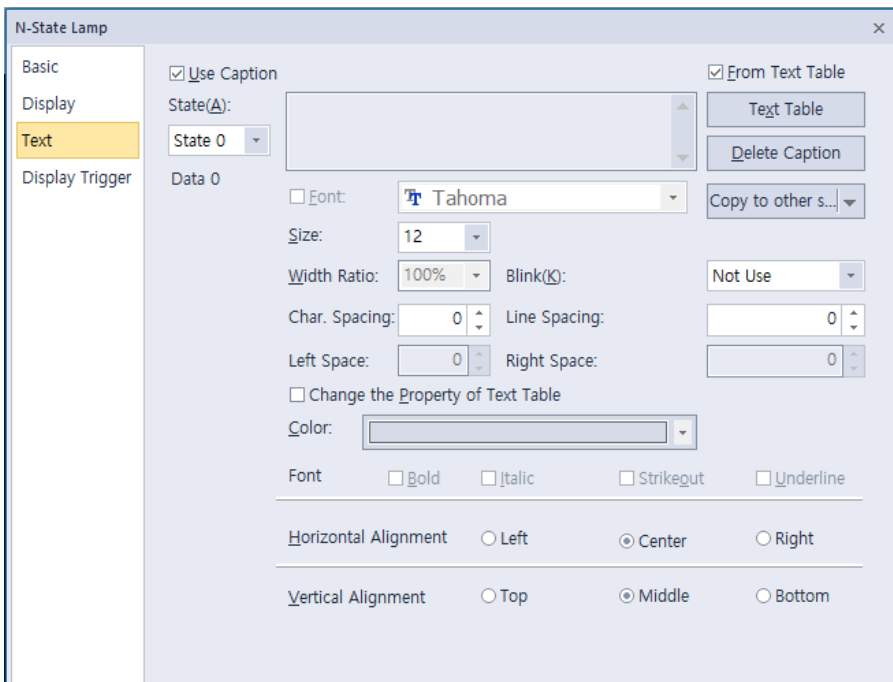 N-State Lamp
Basic
Display
Text
Display Trigger
Use Caption
From Text Table
State(A):
State 0
Data 0
Text Table
Delete Caption
Copy to other s...
Font:
Tahoma
Size:
12
Width Ratio:
100%
Blink(K):
Not Use
Char. Spacing:
0
Line Spacing:
0
Left Space:
0
Right Space:
0
Change the Property of Text Table
Color:
Font
Bold
Italic
Strikeout
Underline
Horizontal Alignment
Left
Center
Right
Vertical Alignment
Top
Middle
Bottom